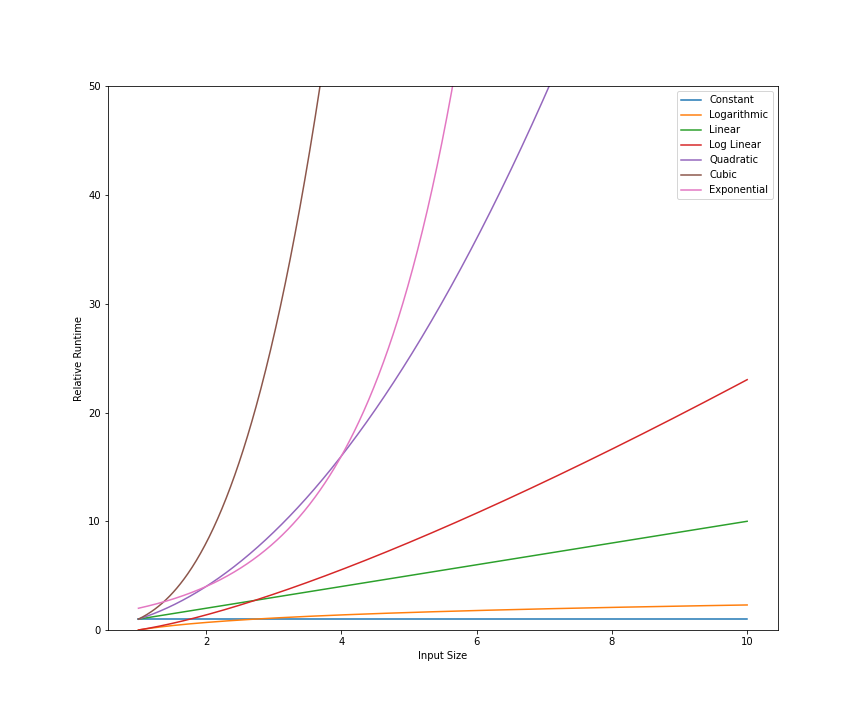 50
40
30
20
10
0
2
4
6
8
10
Relative Runtime
Input Size
Constant
Logarithmic
Linear
Log Linear
Quadratic
Cubic
Exponential